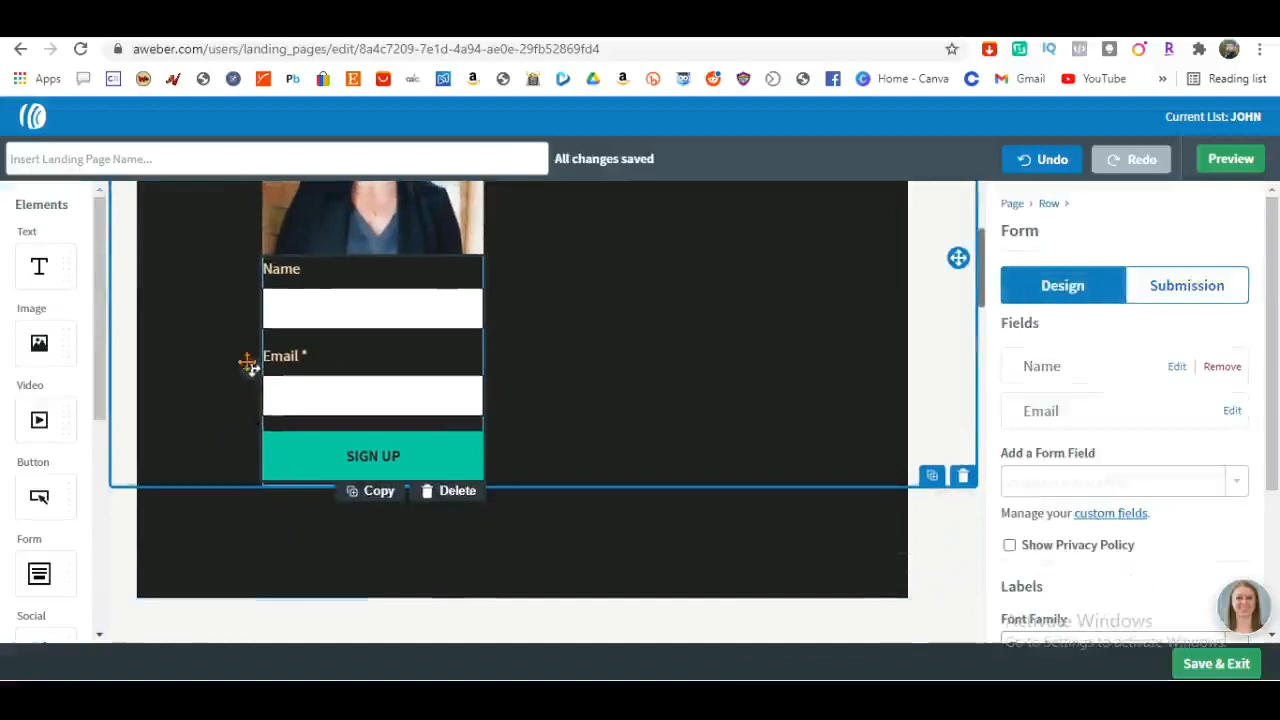 aweber.com/users/landing_pages/edit/8a4c7209-7e1d-4a94-ae0e-29fb52869fd4
Apps
Pb
calc.
Home - Canva
Gmail
YouTube
Reading list
Current List: JOHN
Insert Landing Page Name...
All changes saved
Undo
Redo
Preview
Elements
Text
Image
Video
Button
Form
Social
Name
Email *
SIGN UP
Copy
Delete
Page › Row ›
Form
Design
Submission
Fields
Name Edit Remove
Email Edit
Add a Form Field
Manage your custom fields.
Show Privacy Policy
Labels
Font Family
Activate Windows
Go to Settings to activate Windows.
Save & Exit